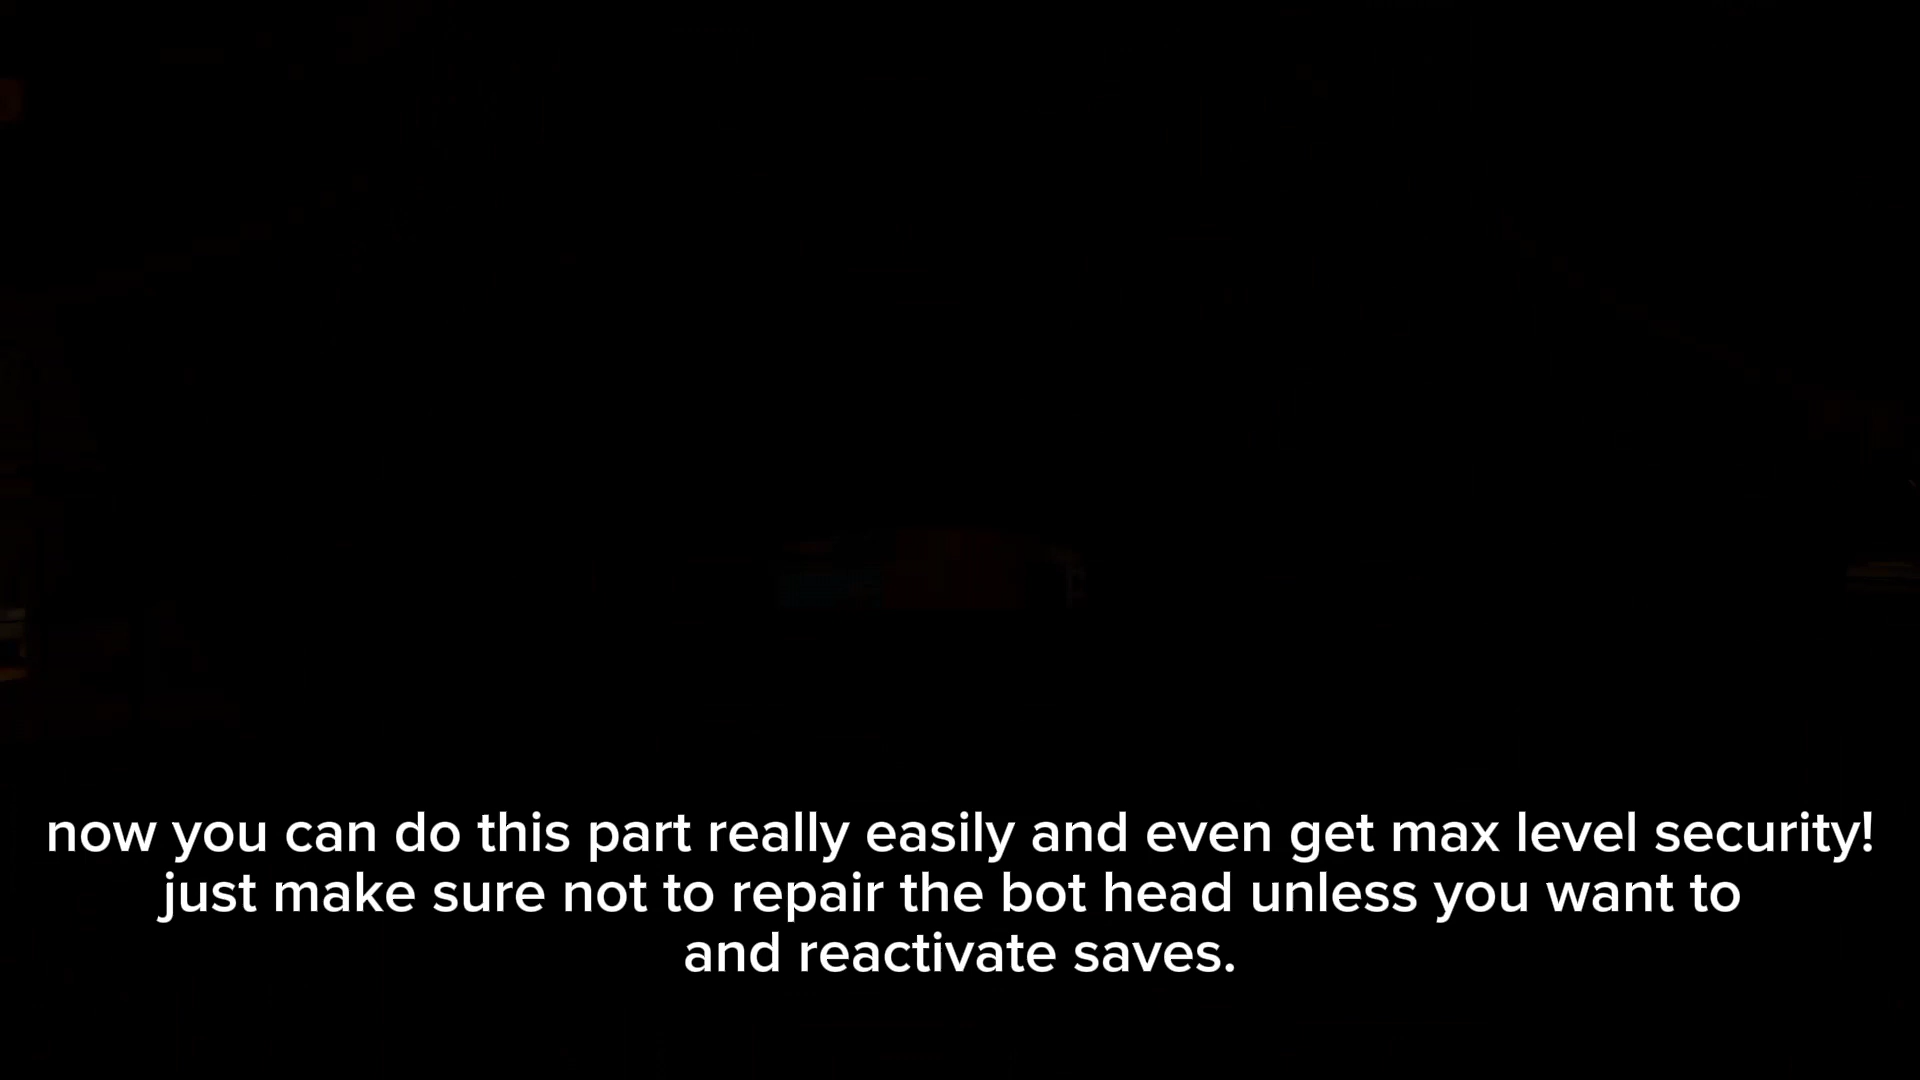 now you can do this part really easily and even get max level security!
just make sure not to repair the bot head unless you want to
and reactivate saves.